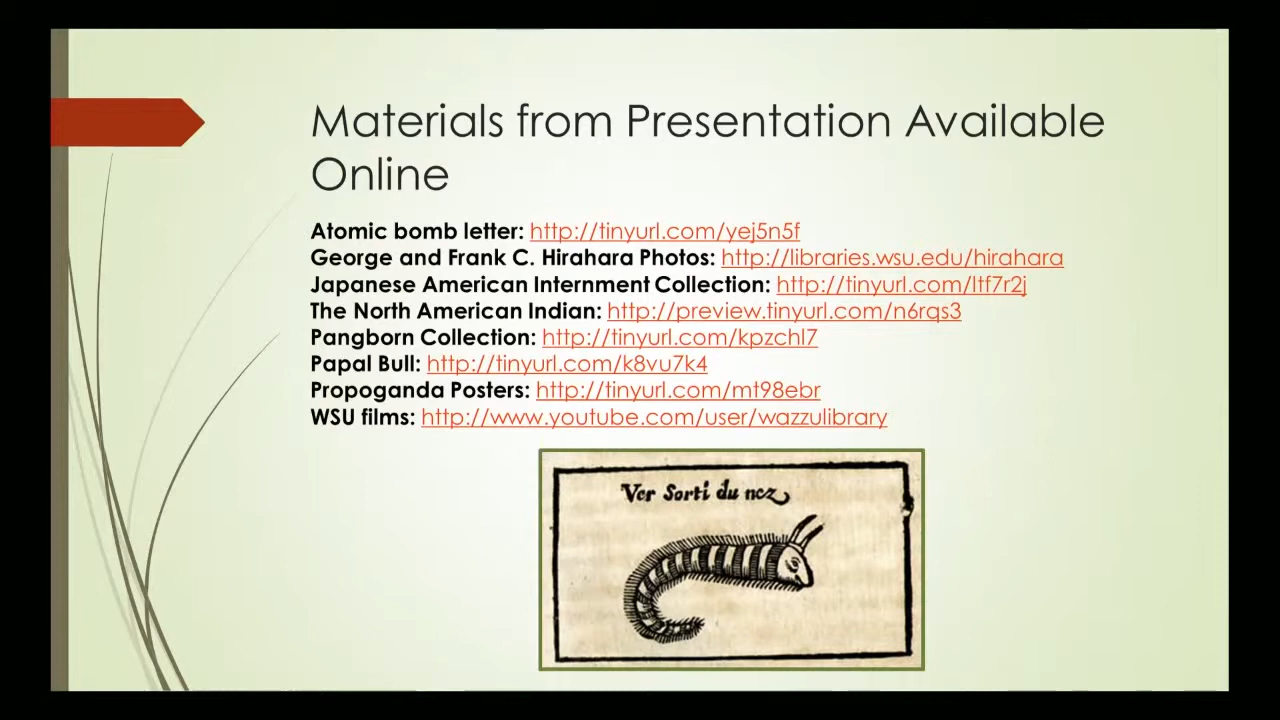 Materials from Presentation Available
Online
Atomic bomb letter: http://tinyurl.com/yej5n5f
George and Frank C. Hirahara Photos: http://libraries.wsu.edu/hirahara
Japanese American Internment Collection: http://tinyurl.com/ltf7r2j
The North American Indian: http://preview.tinyurl.com/n6rqs3
Pangborn Collection: http://tinyurl.com/kpzchl7
Papal Bull: http://tinyurl.com/k8vu7k4
Propoganda Posters: http://tinyurl.com/mt98ebr
WSU films: http://www.youtube.com/user/wazzulibrary
Ver Sorti du nez